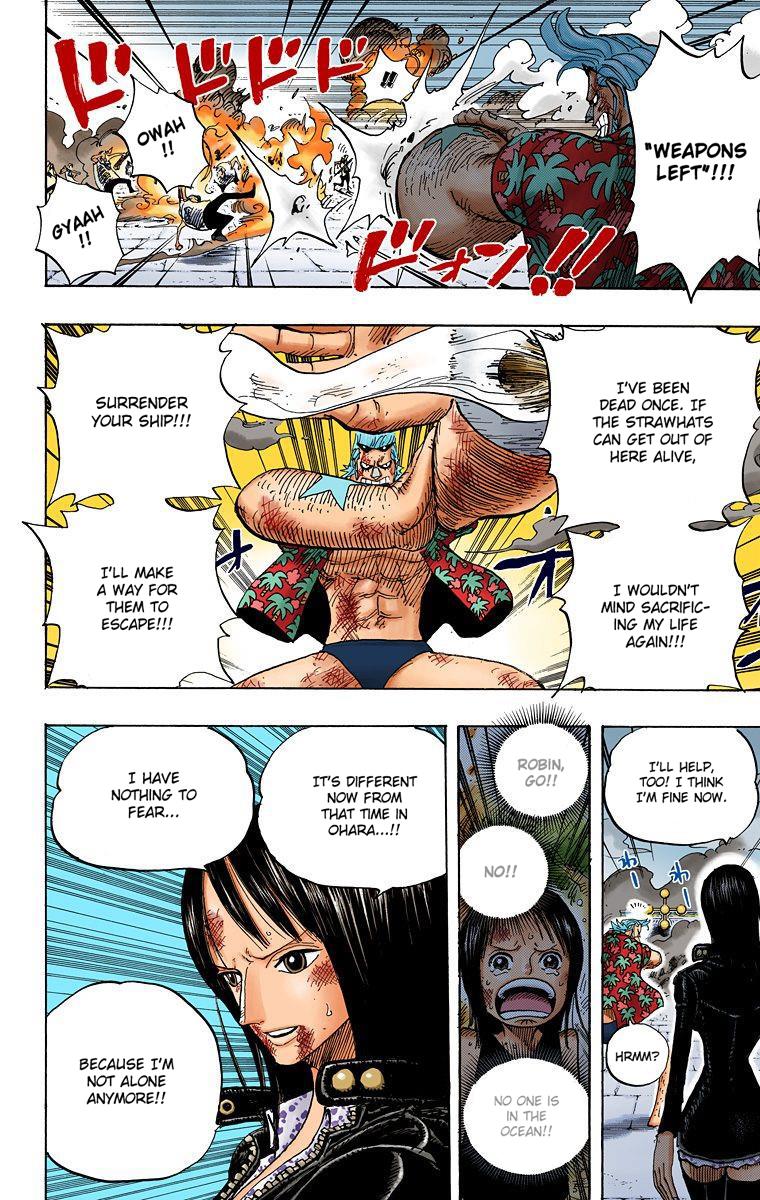 "WEAPONS
LEFT"!!!
ドォン!!
!!
ドドドド
OWAH
!!
GYAAH
!!
I'VE BEEN
DEAD ONCE. IF
THE STRAWHATS
CAN GET OUT OF
HERE ALIVE,
I WOULDN'T
MIND SACRIFIC-
ING MY LIFE
AGAIN!!!
SURRENDER
YOUR SHIP!!!
I'LL MAKE
A WAY FOR
THEM TO
ESCAPE!!!
I'LL HELP,
TOO! I THINK
I'M FINE NOW.
HRMM?
ROBIN,
GO!!
NO!!
NO ONE IS
IN THE
OCEAN!!
IT'S DIFFERENT
NOW FROM
THAT TIME IN
OHARA...!!
I HAVE
NOTHING TO
FEAR...
BECAUSE I'M
NOT ALONE
ANYMORE!!